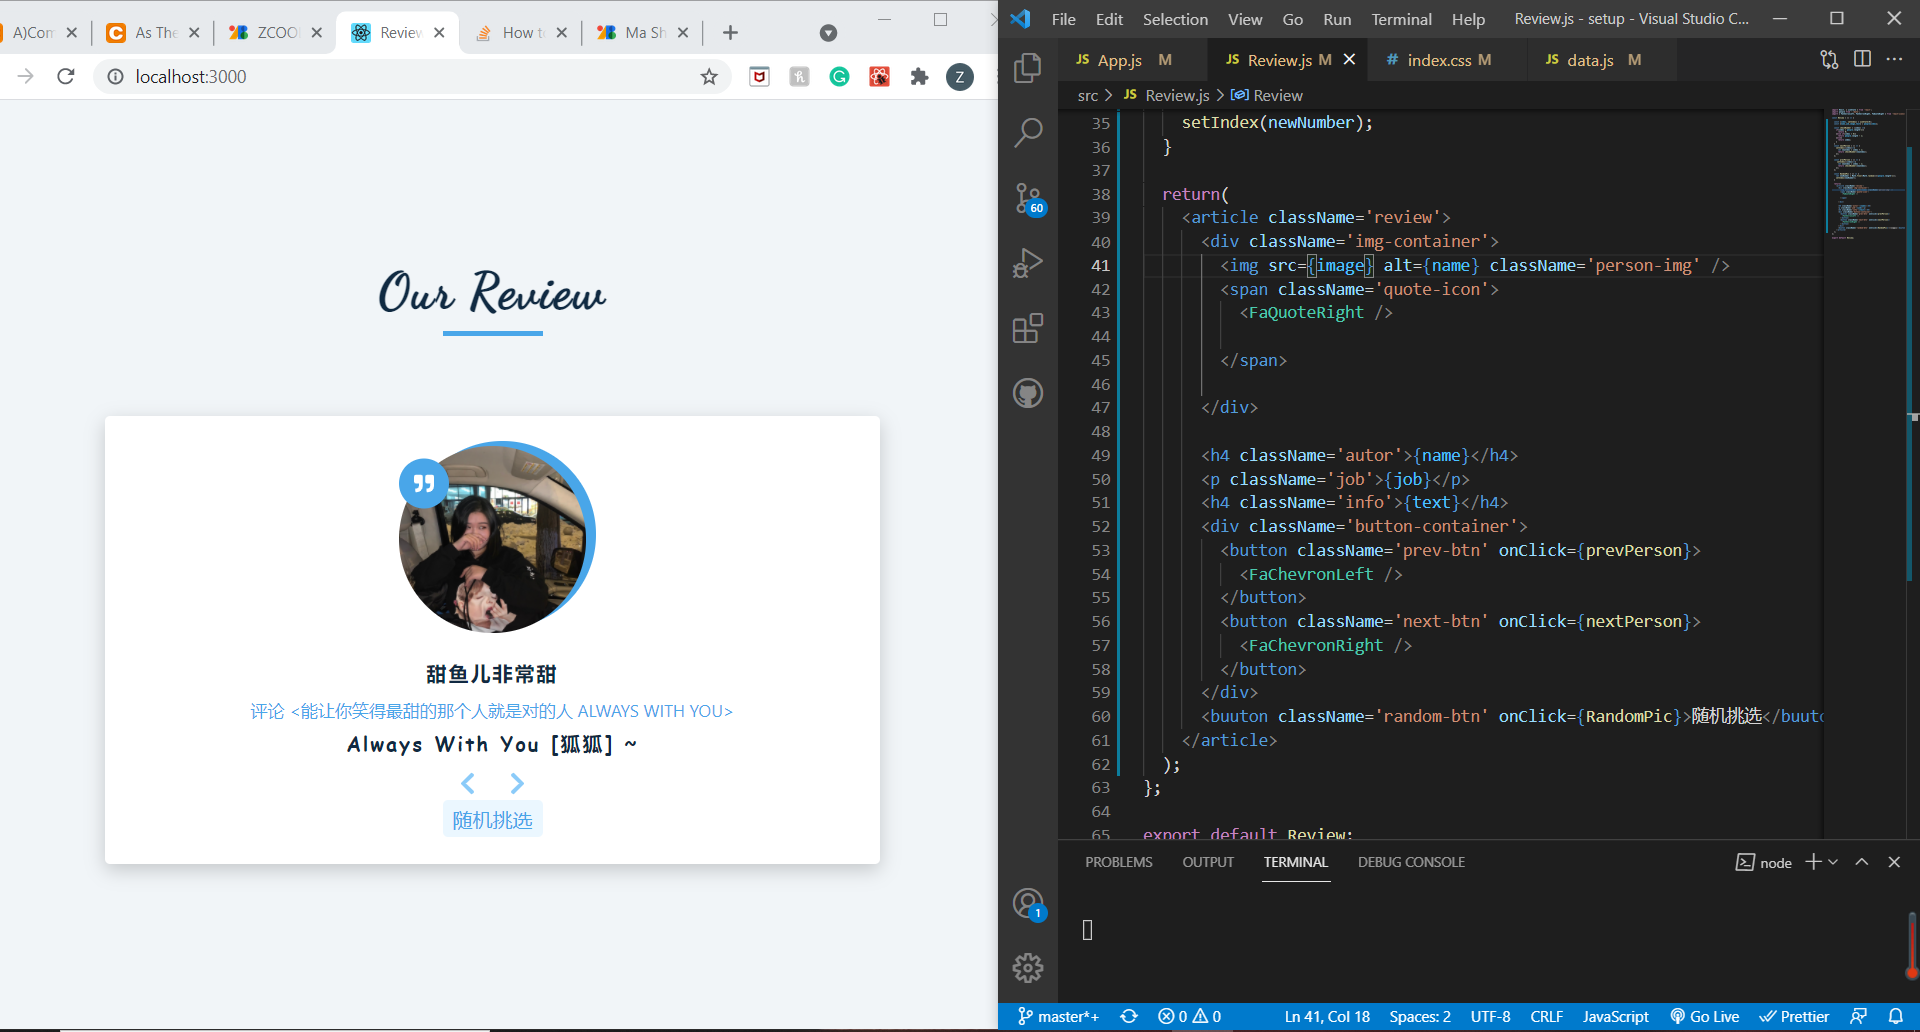 A)Com
As The
ZCOO
Review
How to
Ma Sh
localhost:3000
Z
Our Review
甜鱼儿非常甜
评论 <能让你笑得最甜的那个人就是对的人 ALWAYS WITH YOU>
Always With You [狐狐] ~
随机挑选
File Edit Selection View Go Run Terminal Help Review.js - setup - Visual Studio C...
JS App.js M
JS Review.js M
# index.css M
JS data.js M
src > JS Review.js > Review
35 setIndex(newNumber);
36 }
37
38 return(
39 <article className='review'>
40 <div className='img-container'>
41 <img src={image} alt={name} className='person-img' />
42 <span className='quote-icon'>
43 <FaQuoteRight />
44
45 </span>
46
47 </div>
48
49 <h4 className='autor'>{name}</h4>
50 <p className='job'>{job}</p>
51 <h4 className='info'>{text}</h4>
52 <div className='button-container'>
53 <button className='prev-btn' onClick={prevPerson}>
54 <FaChevronLeft />
55 </button>
56 <button className='next-btn' onClick={nextPerson}>
57 <FaChevronRight />
58 </button>
59 </div>
60 <buuton className='random-btn' onClick={RandomPic}>随机挑选</buuto
61 </article>
62 );
63 };
64
65 export default Review;
60
1
PROBLEMS OUTPUT TERMINAL DEBUG CONSOLE
node
master*+ 0 0 Ln 41, Col 18 Spaces: 2 UTF-8 CRLF JavaScript Go Live Prettier